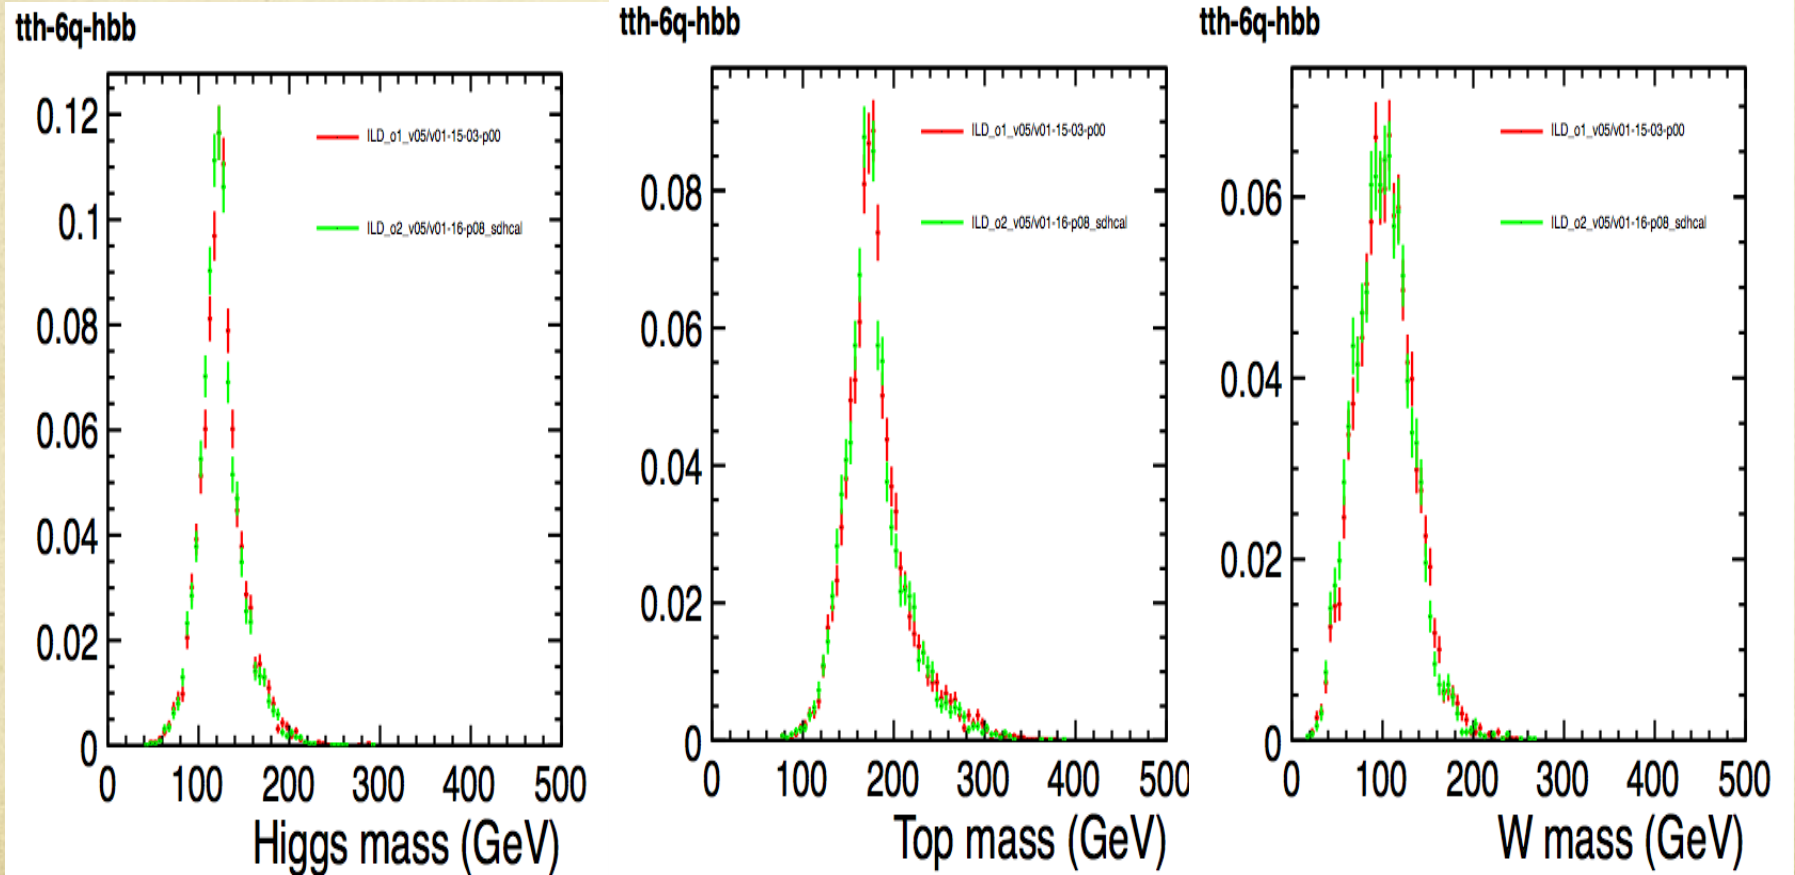 tth-6q-hbb
0.12
0.1
0.08
0.06
0.04
0.02
0
ILD_o1_v05/v01-15-03-p00
ILD_o2_v05/v01-16-p08_sdhcal
0 100 200 300 400 500
Higgs mass (GeV)
tth-6q-hbb
0.08
0.06
0.04
0.02
0
ILD_o1_v05/v01-15-03-p00
ILD_o2_v05/v01-16-p08_sdhcal
0 100 200 300 400 500
Top mass (GeV)
tth-6q-hbb
0.06
0.04
0.02
0
ILD_o1_v05/v01-15-03-p00
ILD_o2_v05/v01-16-p08_sdhcal
0 100 200 300 400 500
W mass (GeV)